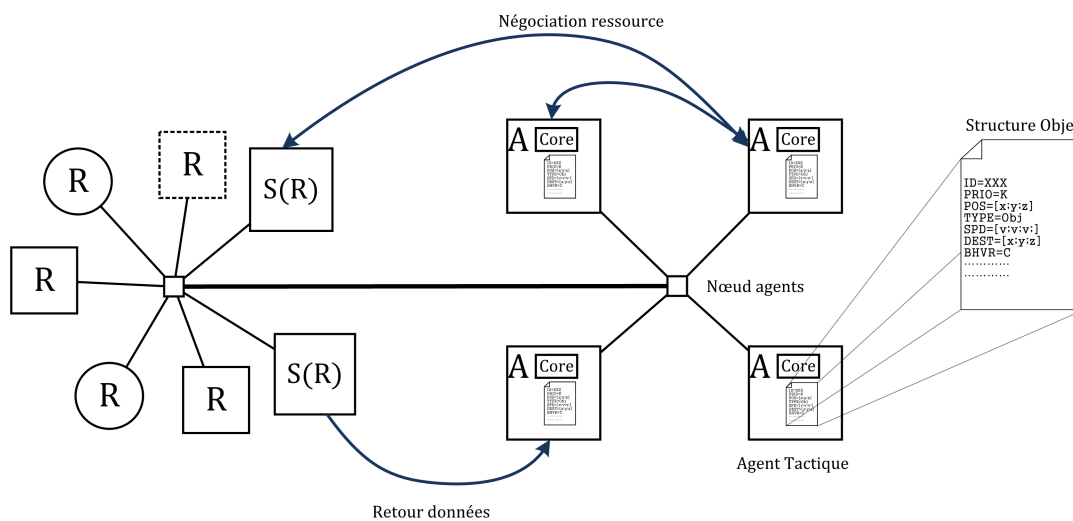 Négociation ressource
A Core
A Core
Structure Obje
R
R
S(R)
ID=XXX
PRIO=K
POS=[x;y;z]
TYPE=Obj
SPD=[v;v;v;]
DEST=[x;y;z]
BHVR=C
............
............
R
Nœud agents
R
R
S(R)
A Core
A Core
Agent Tactique
Retour données